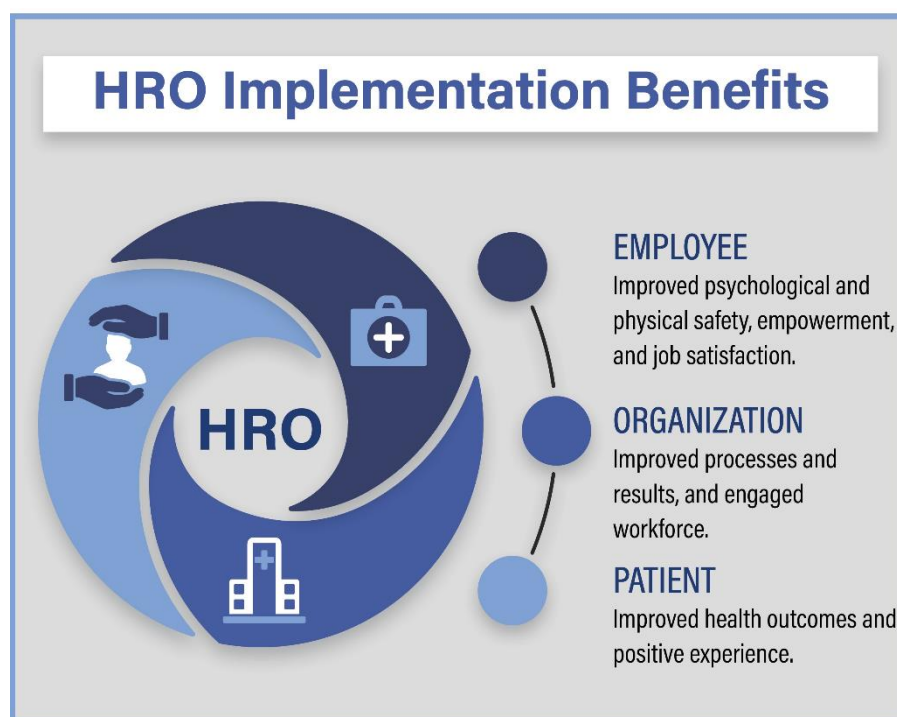 HRO Implementation Benefits
HRO
EMPLOYEE
Improved psychological and
physical safety, empowerment,
and job satisfaction.
ORGANIZATION
Improved processes and
results, and engaged
workforce.
PATIENT
Improved health outcomes and
positive experience.